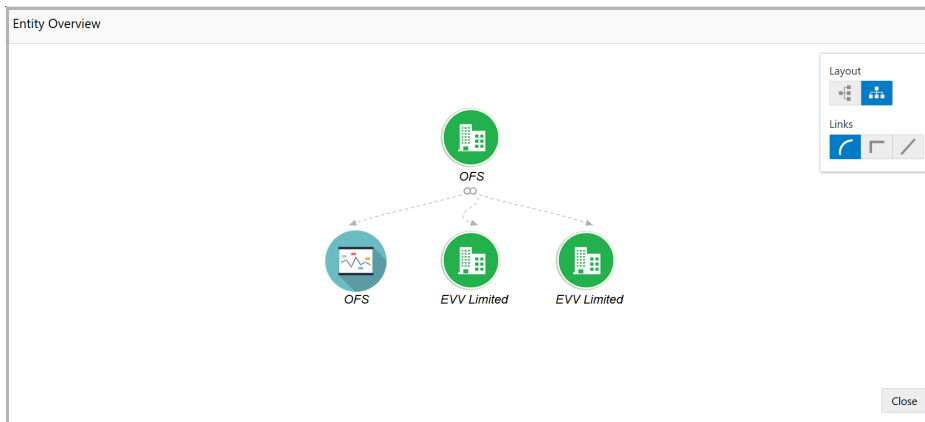 Entity Overview
Layout
Links
OFS
OFS
EVV Limited
EVV Limited
Close